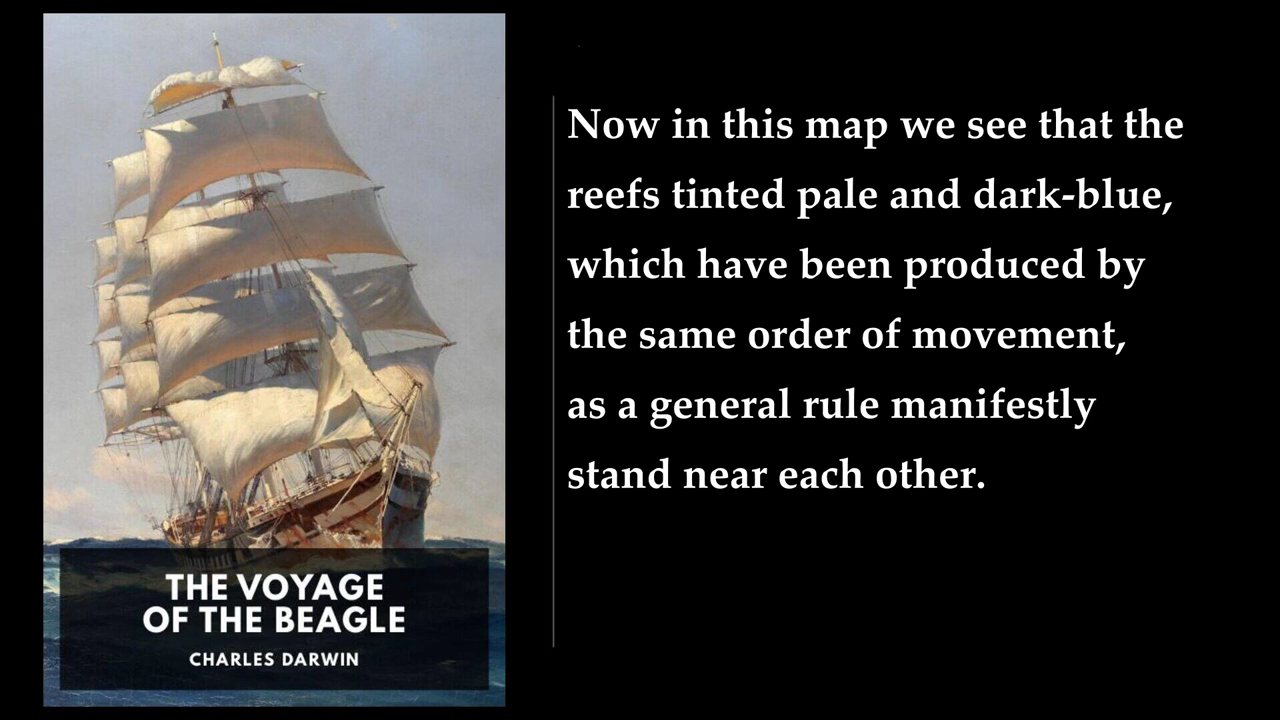 THE VOYAGE
OF THE BEAGLE
CHARLES DARWIN
Now in this map we see that the
reefs tinted pale and dark-blue,
which have been produced by
the same order of movement,
as a general rule manifestly
stand near each other.